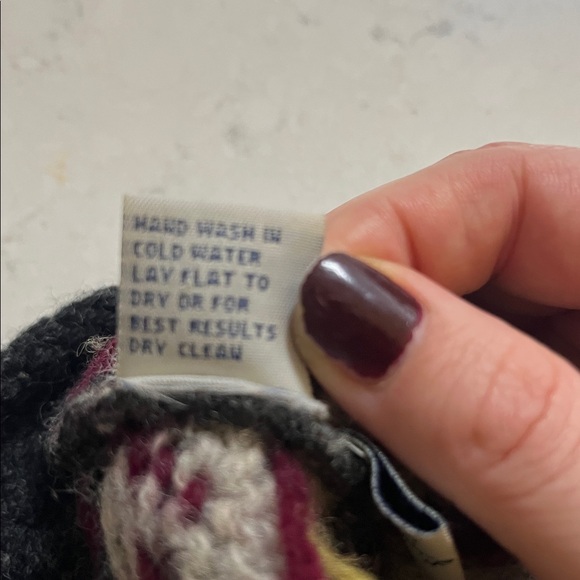 HAND WASH IN
COLD WATER
LAY FLAT TO
DRY OR FOR
BEST RESULTS
DRY CLEAN